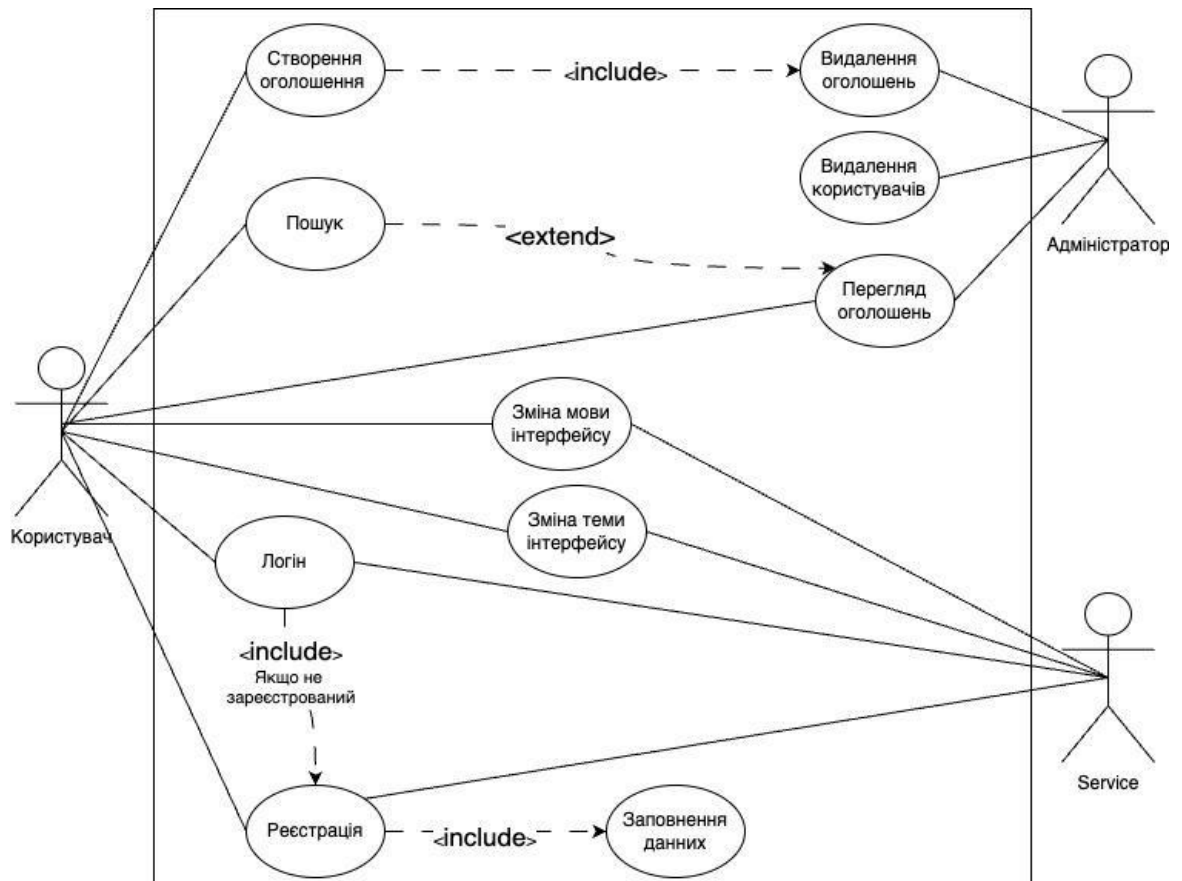 Створення
оголошення
<include>
Видалення
оголошень
Видалення
користувачів
Адміністратор
Пошук
<extend>
Перегляд
оголошень
Зміна мови
інтерфейсу
Зміна теми
інтерфейсу
Користувач
Логін
<include>
Якщо не
зареєстрований
Service
Реєстрація
<include>
Заповнення
данних